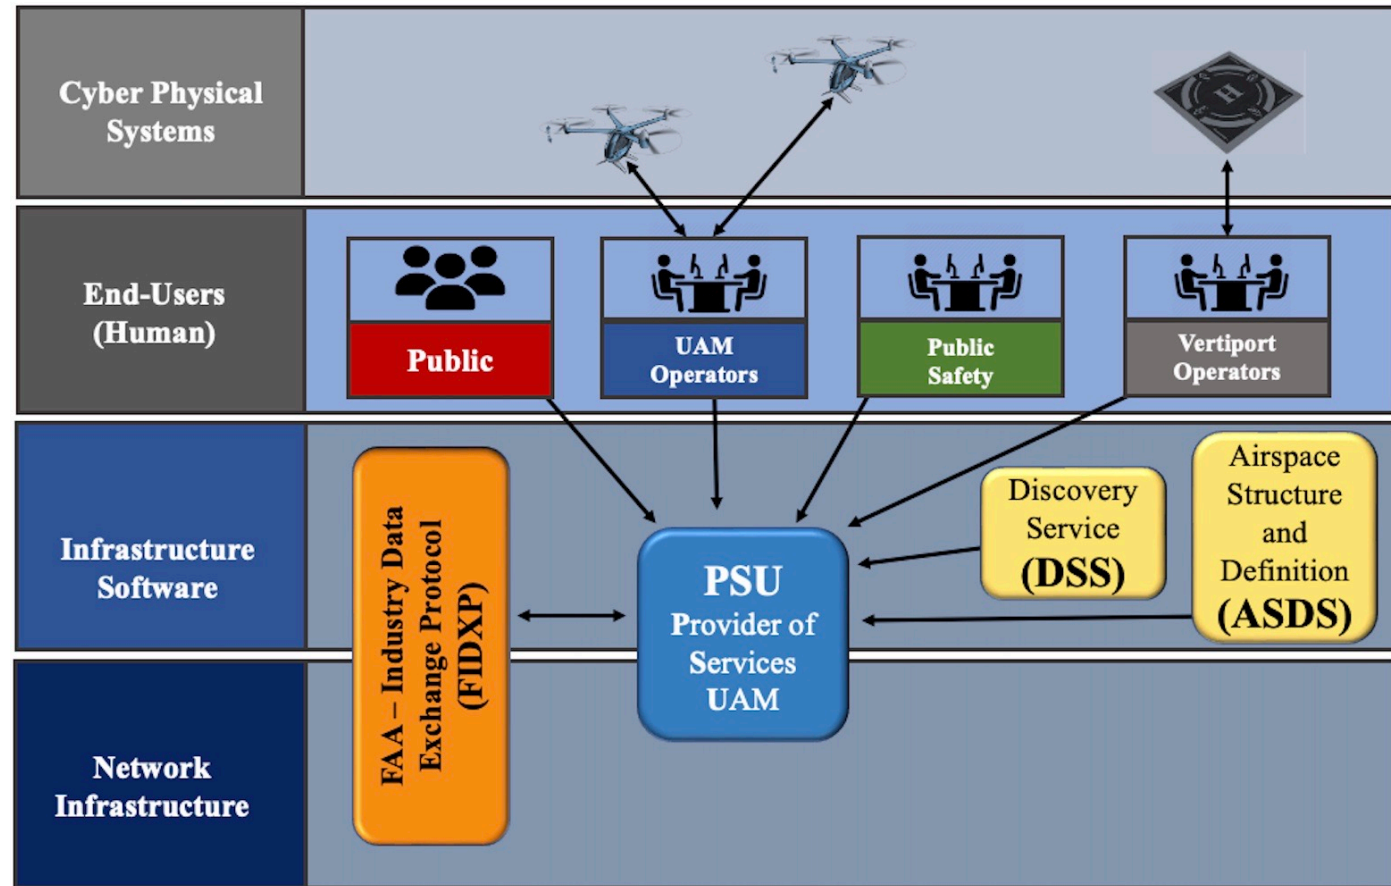 Cyber Physical
Systems
H
End-Users
(Human)
Public
UAM
Operators
Public
Safety
Vertiport
Operators
Infrastructure
Software
FAA – Industry Data
Exchange Protocol
(FIDXP)
PSU
Provider of
Services
UAM
Discovery
Service
(DSS)
Airspace
Structure
and
Definition
(ASDS)
Network
Infrastructure